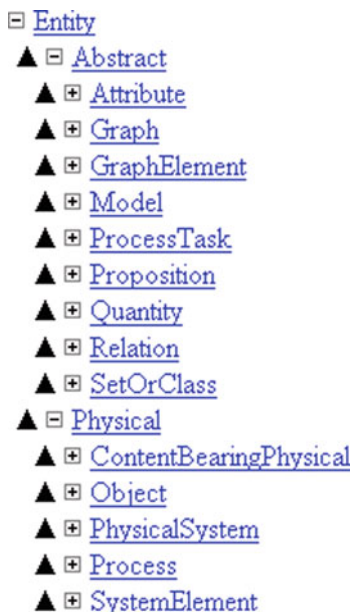 Entity
Abstract
Attribute
Graph
GraphElement
Model
ProcessTask
Proposition
Quantity
Relation
SetOrClass
Physical
ContentBearingPhysical
Object
PhysicalSystem
Process
SystemElement